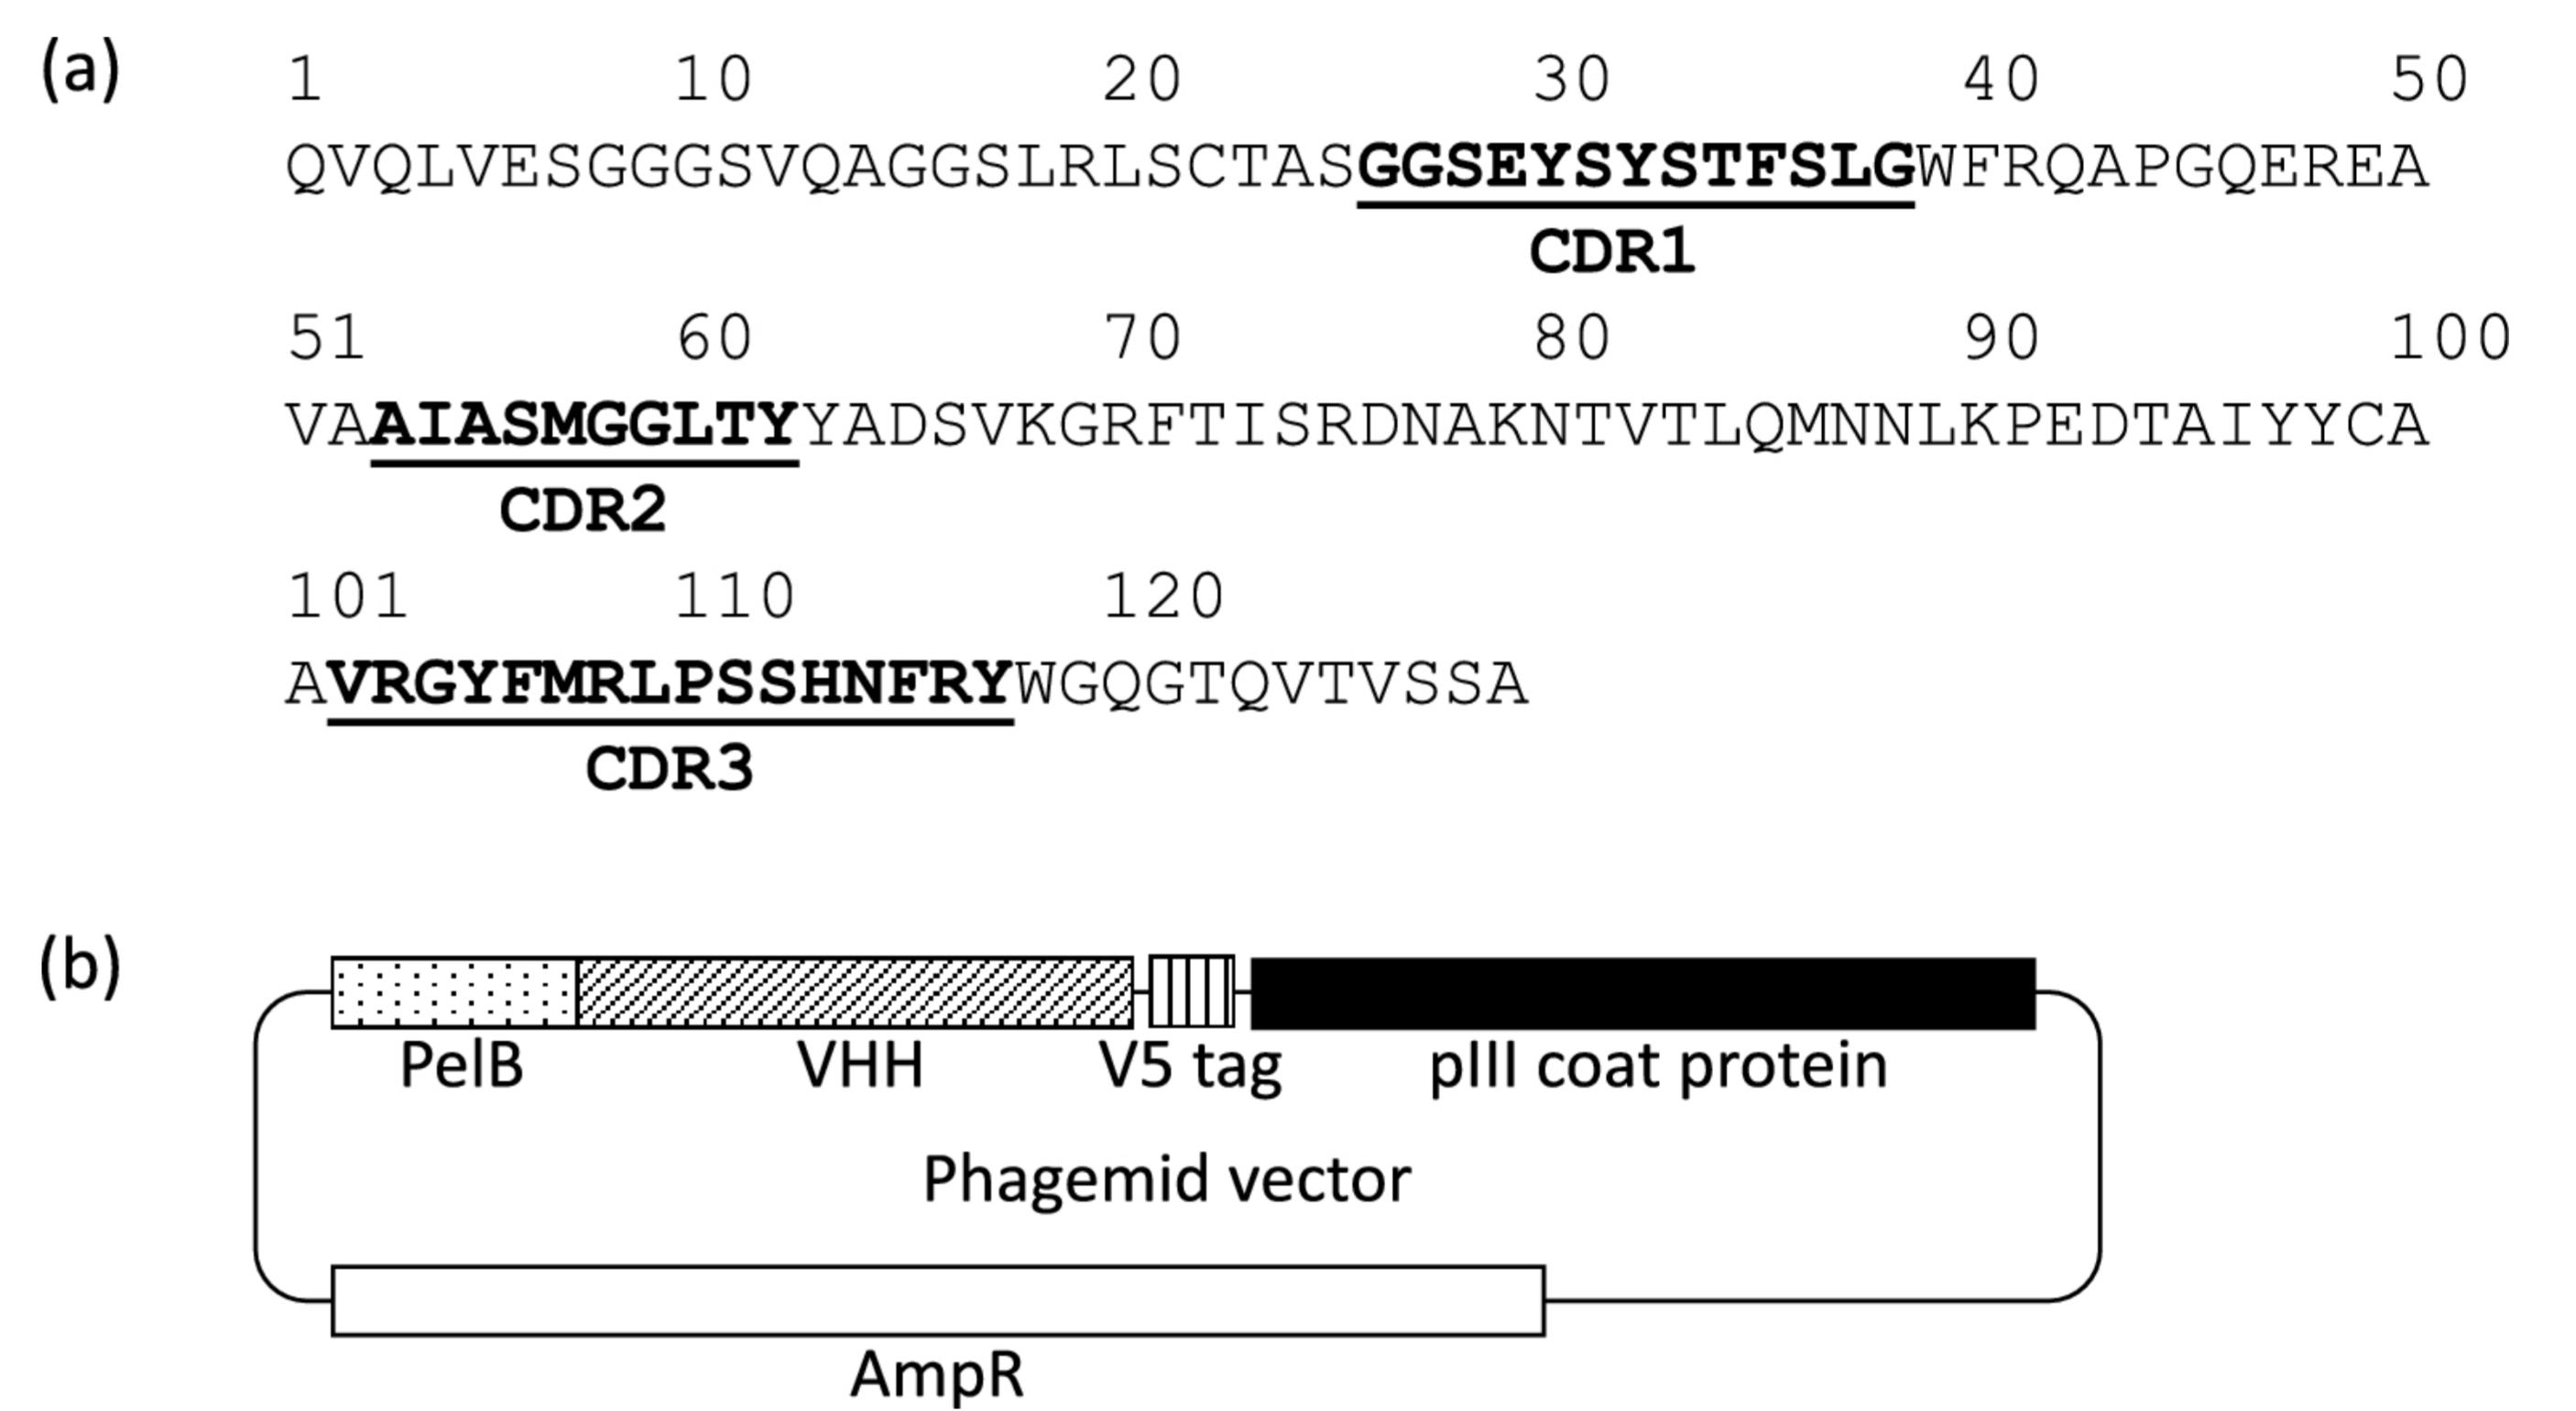 (a)
1 10 20 30 40 50
QVQLVESGGGSVQAGGSLRLSCTASGGSEYSYSTFSLGWFRQAPGQEREA
CDR1
51 60 70 80 90 100
VAAIASMGGLTYYADSVKGRFTISRDNAKNTVTLQMNNLKPEDTAIYYCA
CDR2
101 110 120
AVRGYFMRLPSSHNFRYWGQGTQVTVSSA
CDR3
(b)
PelB VHH V5 tag pIII coat protein
Phagemid vector
AmpR